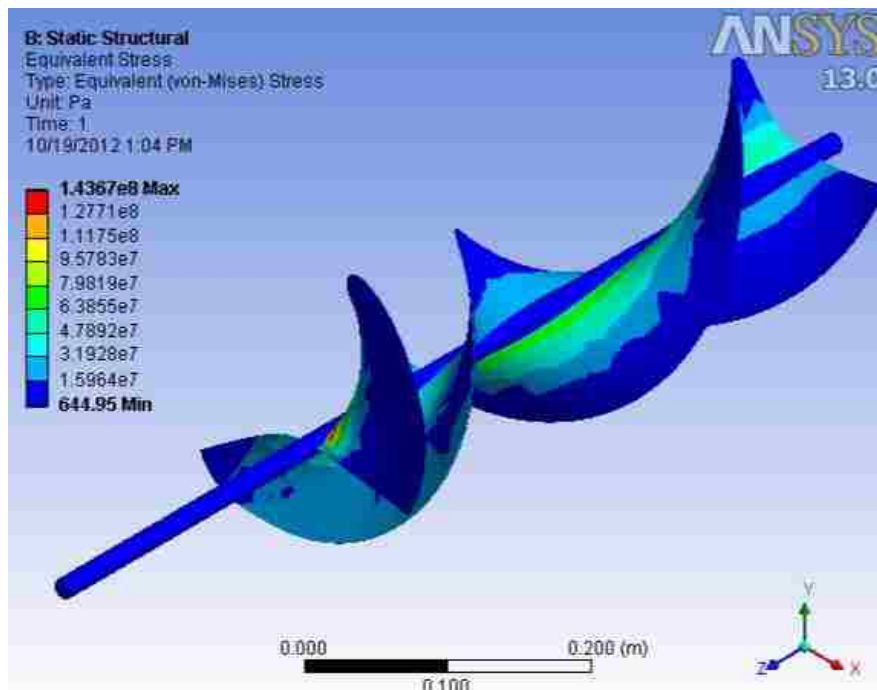 B: Static Structural
Equivalent Stress
Type: Equivalent (von-Mises) Stress
Unit: Pa
Time: 1
10/19/2012 1:04 PM
ANSYS
13.0
1.4367e8 Max
1.2771e8
1.1175e8
9.5783e7
7.9819e7
6.3855e7
4.7892e7
3.1928e7
1.5964e7
644.95 Min
0.000
0.200 (m)
0.100
Y
Z
X